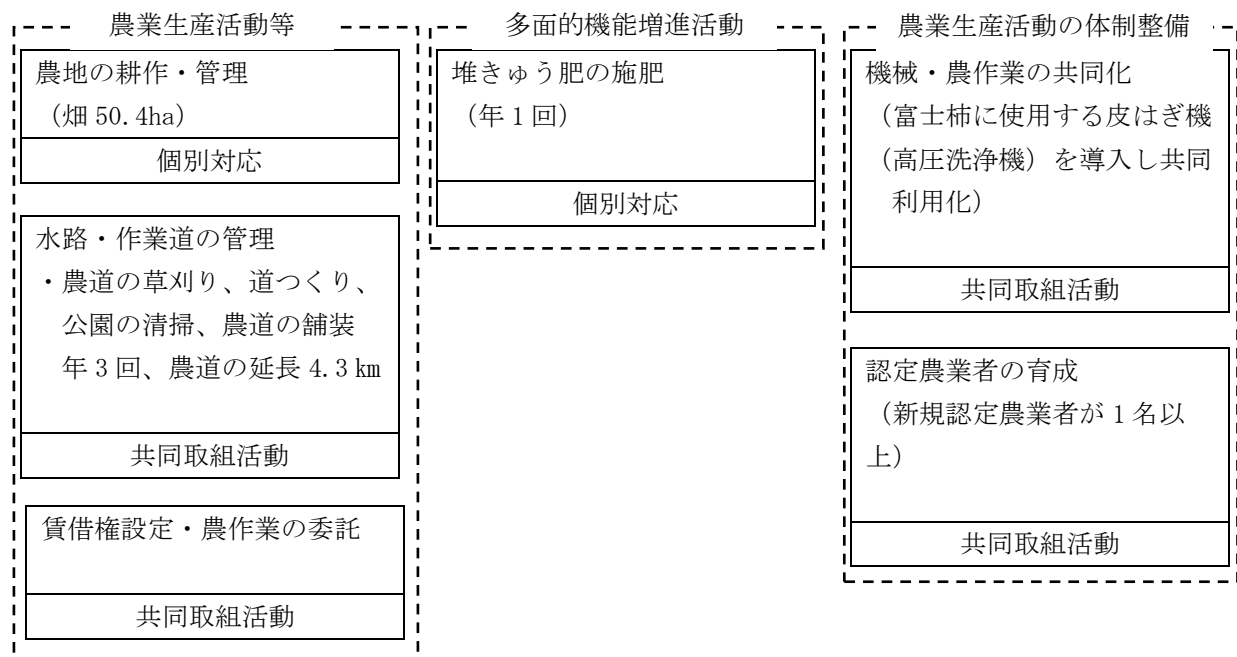 農業生産活動等
農地の耕作・管理
（畑 50.4ha）
個別対応
水路・作業道の管理
・農道の草刈り、道つくり、
公園の清掃、農道の舗装
年３回、農道の延長 4.3 ㎞
共同取組活動
賃借権設定・農作業の委託
共同取組活動
多面的機能増進活動
堆きゅう肥の施肥
（年１回）
個別対応
農業生産活動の体制整備
機械・農作業の共同化
（富士柿に使用する皮はぎ機
（高圧洗浄機）を導入し共同
利用化）
共同取組活動
認定農業者の育成
（新規認定農業者が１名以
上）
共同取組活動